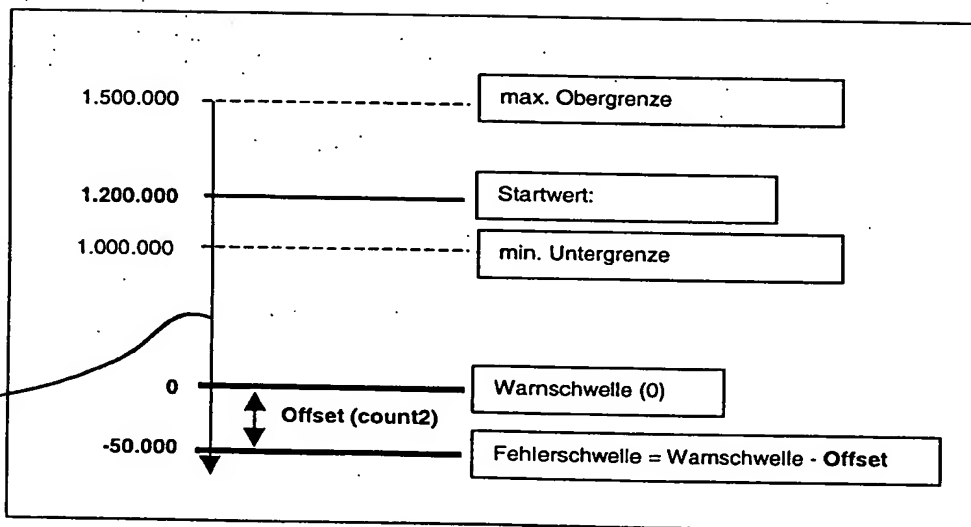 1.500.000 max. Obergrenze
1.200.000 Startwert:
1.000.000 min. Untergrenze
0 Warnschwelle (0)
Offset (count2)
-50.000 Fehlerschwelle = Warnschwelle - Offset